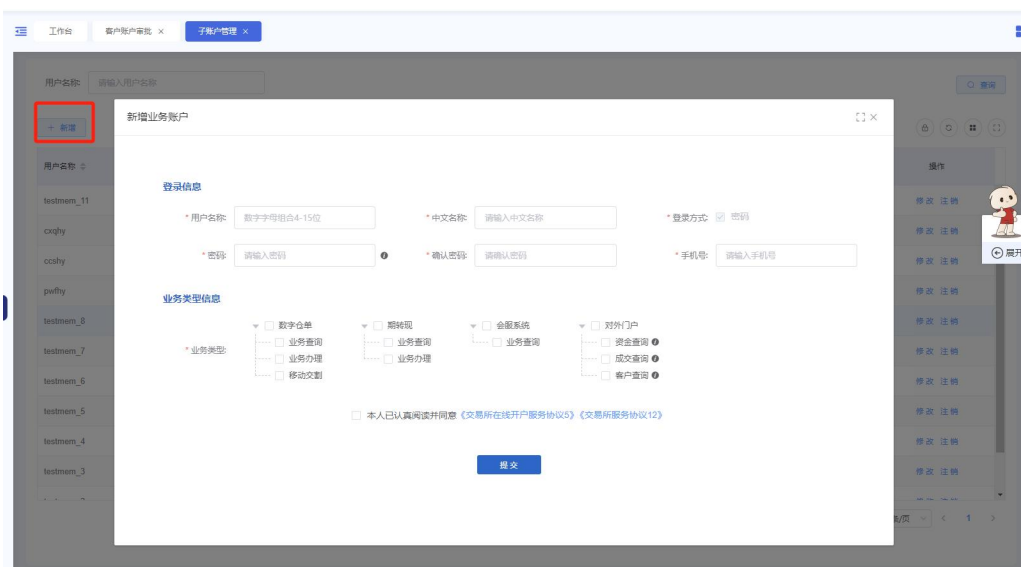 工作台 客户账户审批 × 子账户管理 ×
用户名称: 请输入用户名称 查询
+ 新增
新增业务账户
用户名称 操作
登录信息
testmem_11 修改 注销
* 用户名称: 数字字母组合4-15位 * 中文名称: 请输入中文名称 * 登录方式: 密码
cxqhy 修改 注销
* 密码: 请输入密码 * 确认密码: 请确认密码 * 手机号: 请输入手机号
展开
ccshy 修改 注销
pwfhy 修改 注销
业务类型信息
testmem_8 修改 注销
数字仓单 期转现 会服系统 对外门户
业务查询 业务查询 业务查询 资金查询
* 业务类型:
testmem_7 修改 注销
业务办理 业务办理 成交查询
移动交割 客户查询
testmem_6 修改 注销
testmem_5 修改 注销
本人已认真阅读并同意《交易所在线开户服务协议5》《交易所服务协议12》
testmem_4 修改 注销
提交
testmem_3 修改 注销
条/页 < 1 >